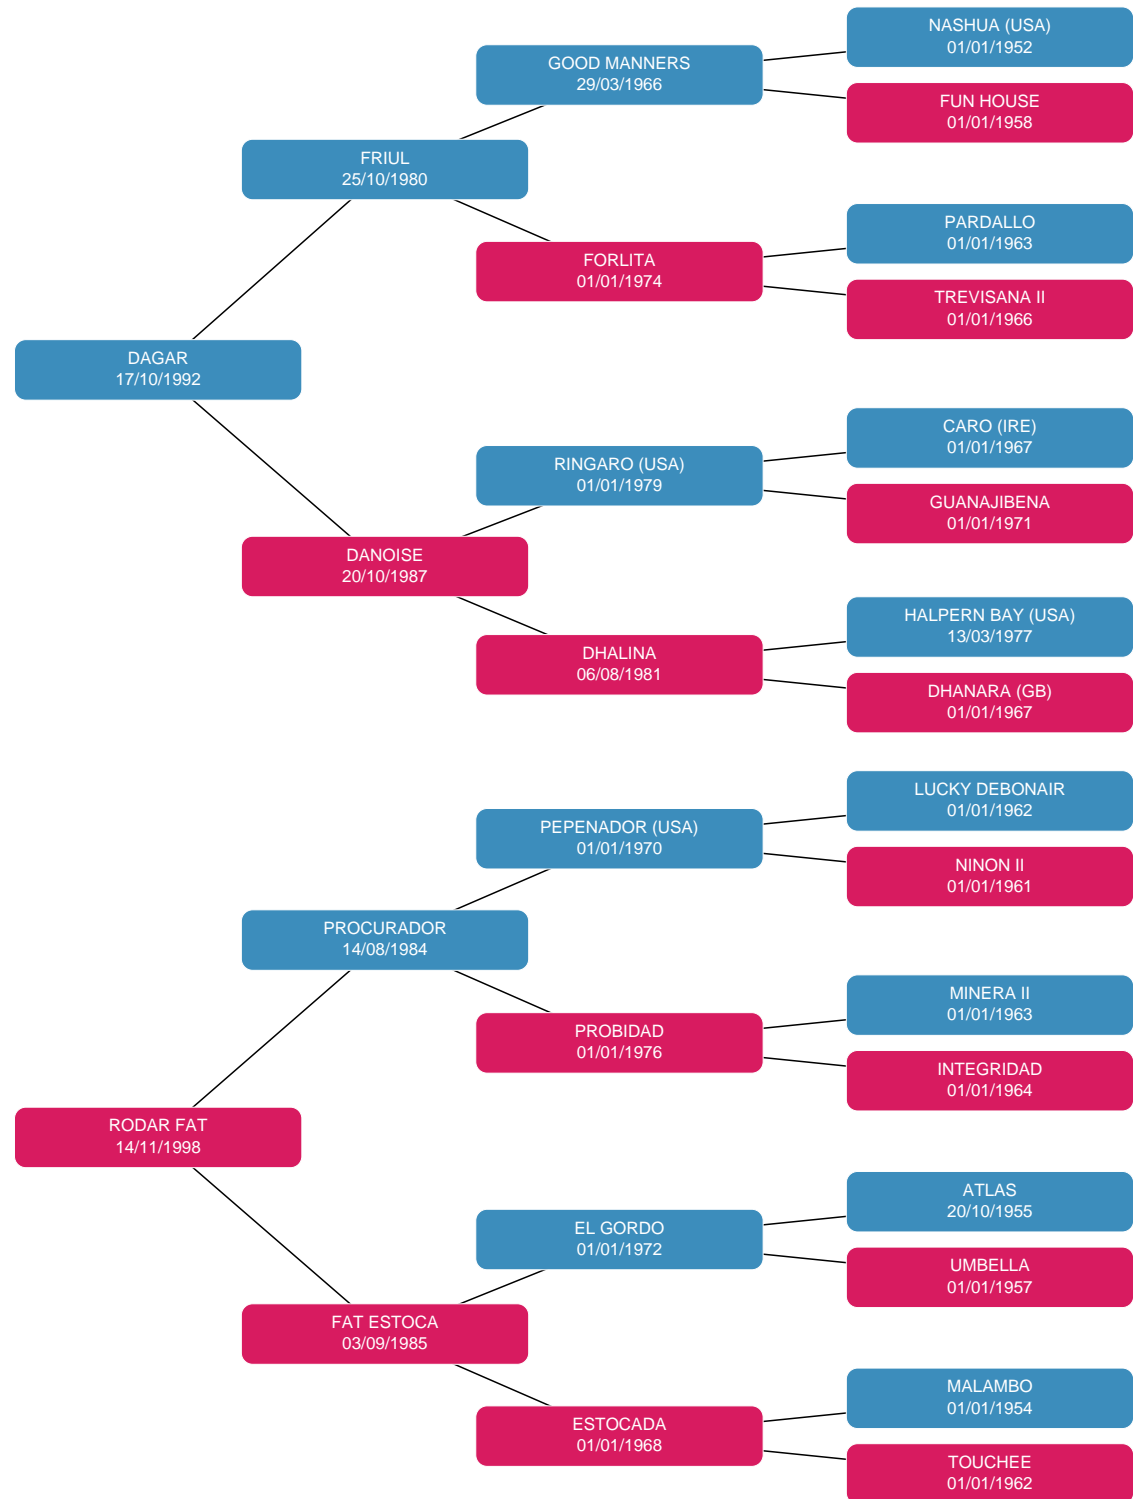 NASHUA (USA)
01/01/1952
GOOD MANNERS
29/03/1966
FUN HOUSE
01/01/1958
FRIUL
25/10/1980
PARDALLO
01/01/1963
FORLITA
01/01/1974
TREVISANA II
01/01/1966
DAGAR
17/10/1992
CARO (IRE)
01/01/1967
RINGARO (USA)
01/01/1979
GUANAJIBENA
01/01/1971
DANOISE
20/10/1987
HALPERN BAY (USA)
13/03/1977
DHALINA
06/08/1981
DHANARA (GB)
01/01/1967
LUCKY DEBONAIR
01/01/1962
PEPENADOR (USA)
01/01/1970
NINON II
01/01/1961
PROCURADOR
14/08/1984
MINERA II
01/01/1963
PROBIDAD
01/01/1976
INTEGRIDAD
01/01/1964
RODAR FAT
14/11/1998
ATLAS
20/10/1955
EL GORDO
01/01/1972
UMBELLA
01/01/1957
FAT ESTOCA
03/09/1985
MALAMBO
01/01/1954
ESTOCADA
01/01/1968
TOUCHEE
01/01/1962